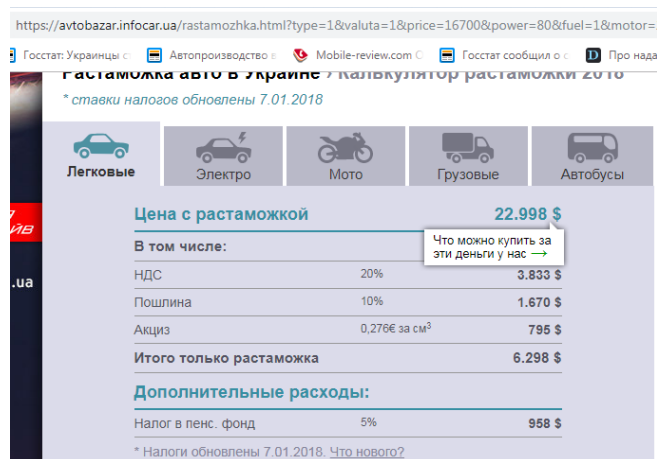 https://avtobazar.infocar.ua/rastamozhka.html?type=1&valuta=1&price=16700&power=80&fuel=1&motor=
Госстат: Украинцы с Автопроизводство в Mobile-review.com С Госстат сообщил о с Про нада
Растаможка авто в Украине › Калькулятор растаможки 2018
* ставки налогов обновлены 7.01.2018
Легковые Электро Мото Грузовые Автобусы
Цена с растаможкой 22.998 $
Что можно купить за
эти деньги у нас →
В том числе:
НДС 20% 3.833 $
.ua
Пошлина 10% 1.670 $
Акциз 0,276€ за см³ 795 $
Итого только растаможка 6.298 $
Дополнительные расходы:
Налог в пенс. фонд 5% 958 $
* Налоги обновлены 7.01.2018. Что нового?